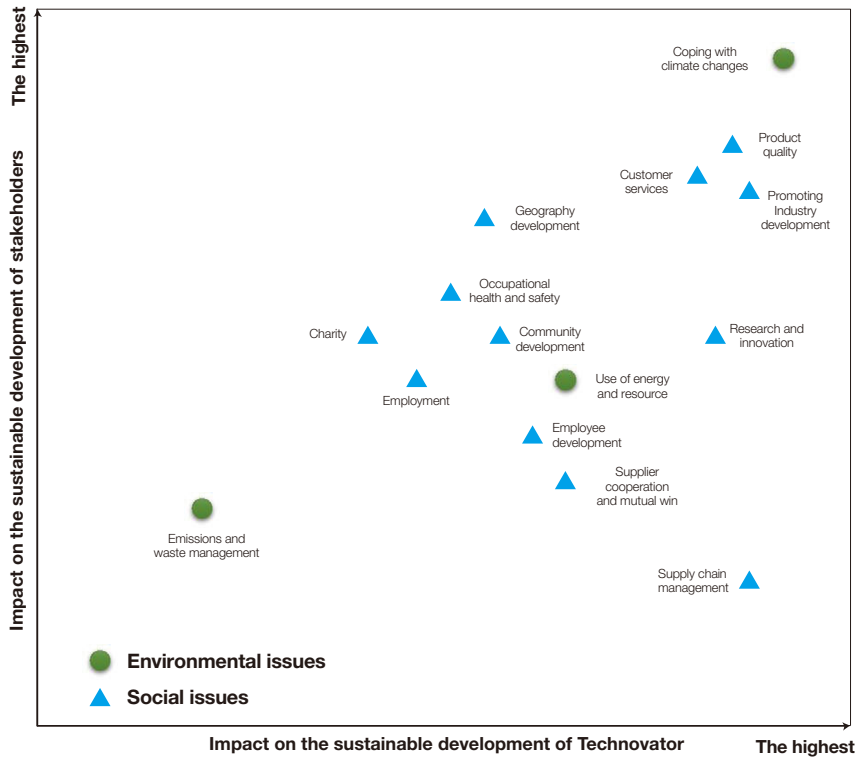 The highest
Impact on the sustainable development of stakeholders
Coping with
climate changes
Product
quality
Customer
services
Promoting
Industry
development
Geography
development
Occupational
health and safety
Charity
Community
development
Research and
innovation
Employment
Use of energy
and resource
Employee
development
Supplier
cooperation
and mutual win
Emissions and
waste management
Supply chain
management
Environmental issues
Social issues
Impact on the sustainable development of Technovator
The highest